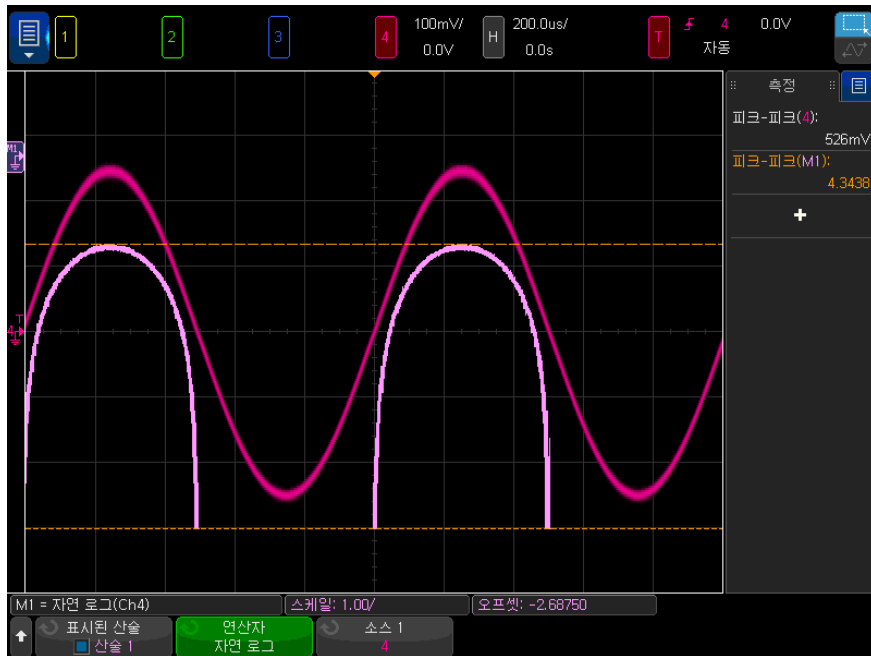 1 2 3 4 100mV/ 0.0V H 200.0us/ 0.0s T 4 0.0V 자동
측정
피크-피크(4):
526mV
피크-피크(M1):
4.3438
+
M1
T
4
M1 = 자연 로그(Ch4) 스케일: 1.00/ 오프셋: -2.68750
표시된 산술 연산자 소스 1
산술 1 자연 로그 4